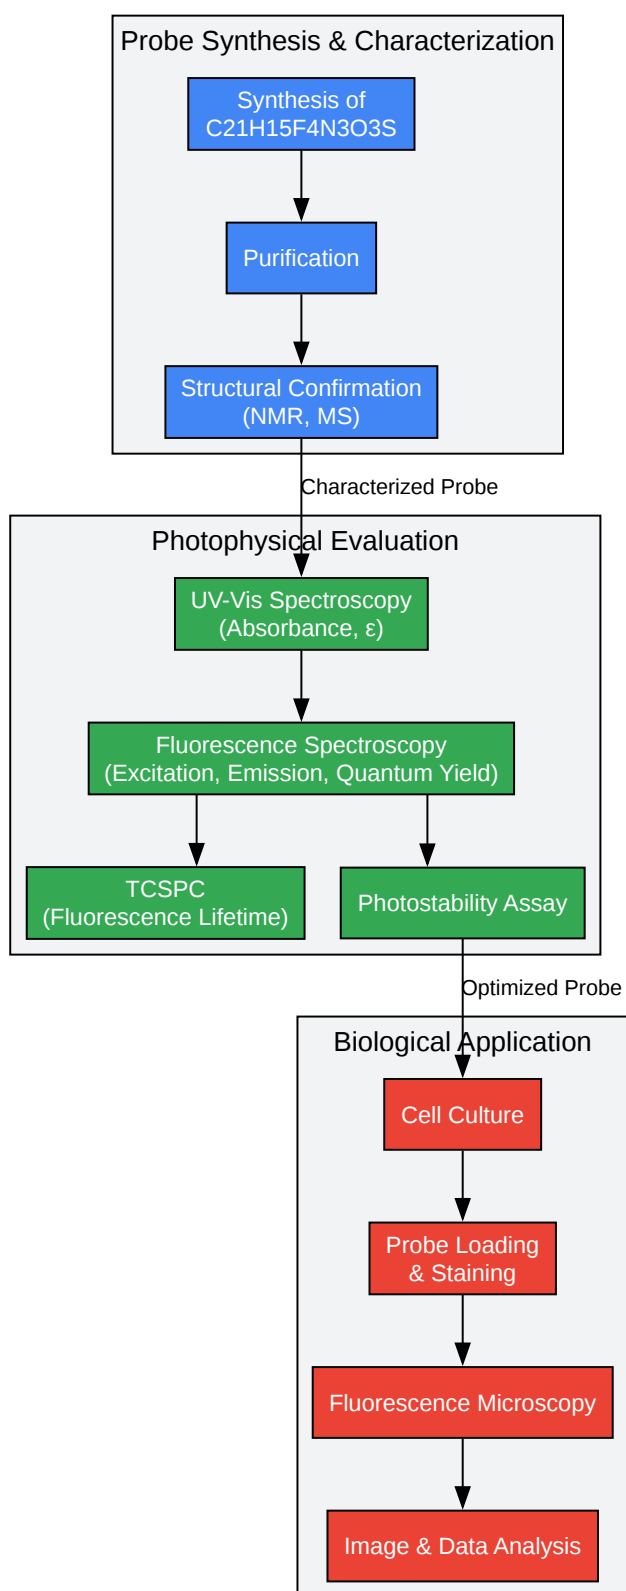 Probe Synthesis & Characterization
Synthesis of
C21H15F4N3O3S
Purification
Structural Confirmation
(NMR, MS)
Characterized Probe
Photophysical Evaluation
UV-Vis Spectroscopy
(Absorbance, ε)
Fluorescence Spectroscopy
(Excitation, Emission, Quantum Yield)
TCSPC
(Fluorescence Lifetime)
Photostability Assay
Optimized Probe
Biological Application
Cell Culture
Probe Loading
& Staining
Fluorescence Microscopy
Image & Data Analysis